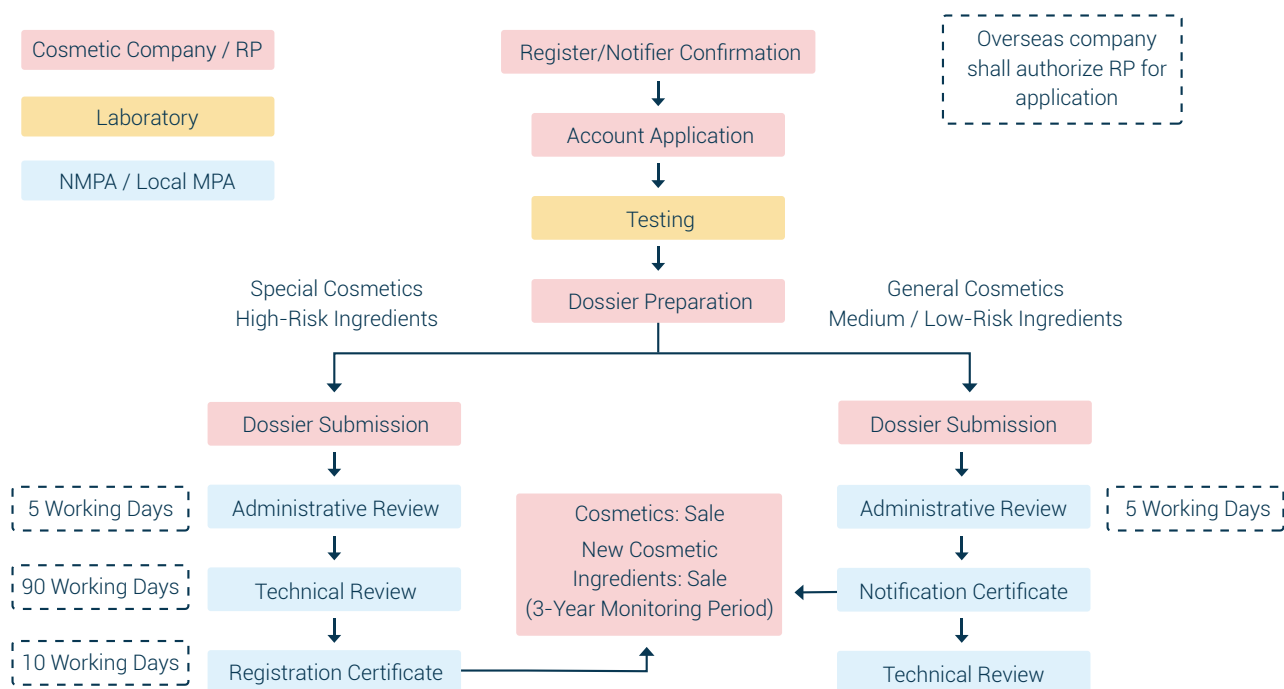 Cosmetic Company / RP
Laboratory
NMPA / Local MPA
Register/Notifier Confirmation
Overseas company
shall authorize RP for
application
Account Application
Testing
Dossier Preparation
Special Cosmetics
High-Risk Ingredients
General Cosmetics
Medium / Low-Risk Ingredients
Dossier Submission
5 Working Days
Administrative Review
90 Working Days
Technical Review
10 Working Days
Registration Certificate
Cosmetics: Sale
New Cosmetic
Ingredients: Sale
(3-Year Monitoring Period)
Dossier Submission
Administrative Review
5 Working Days
Notification Certificate
Technical Review